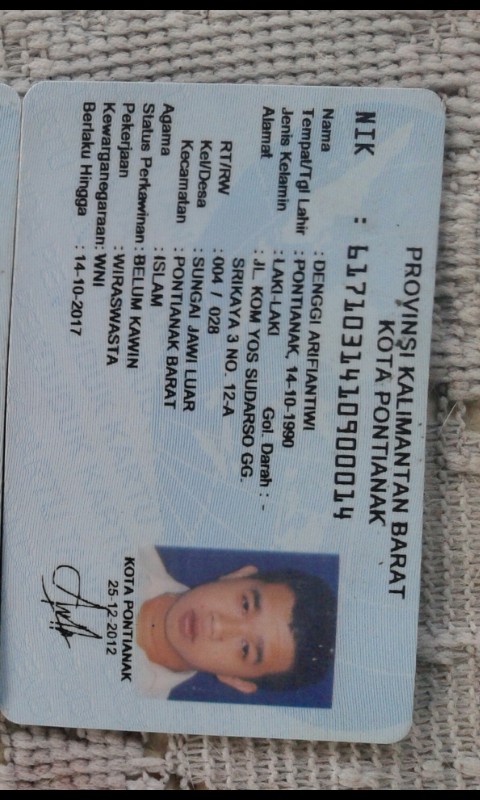 PROVINSI KALIMANTAN BARAT
KOTA PONTIANAK
NIK : 6171031410900014
Nama : DENGGI ARIFIANTIWI
Tempat/Tgl Lahir : PONTIANAK, 14-10-1990
Jenis Kelamin : LAKI-LAKI Gol. Darah : -
Alamat : JL. KOM YOS SUDARSO GG.
SRIKAYA 3 NO. 12-A
RT/RW : 004 / 028
Kel/Desa : SUNGAI JAWI LUAR
Kecamatan : PONTIANAK BARAT
Agama : ISLAM
Status Perkawinan : BELUM KAWIN
Pekerjaan : WIRASWASTA
Kewarganegaraan: WNI
Berlaku Hingga : 14-10-2017
KOTA PONTIANAK
25-12-2012